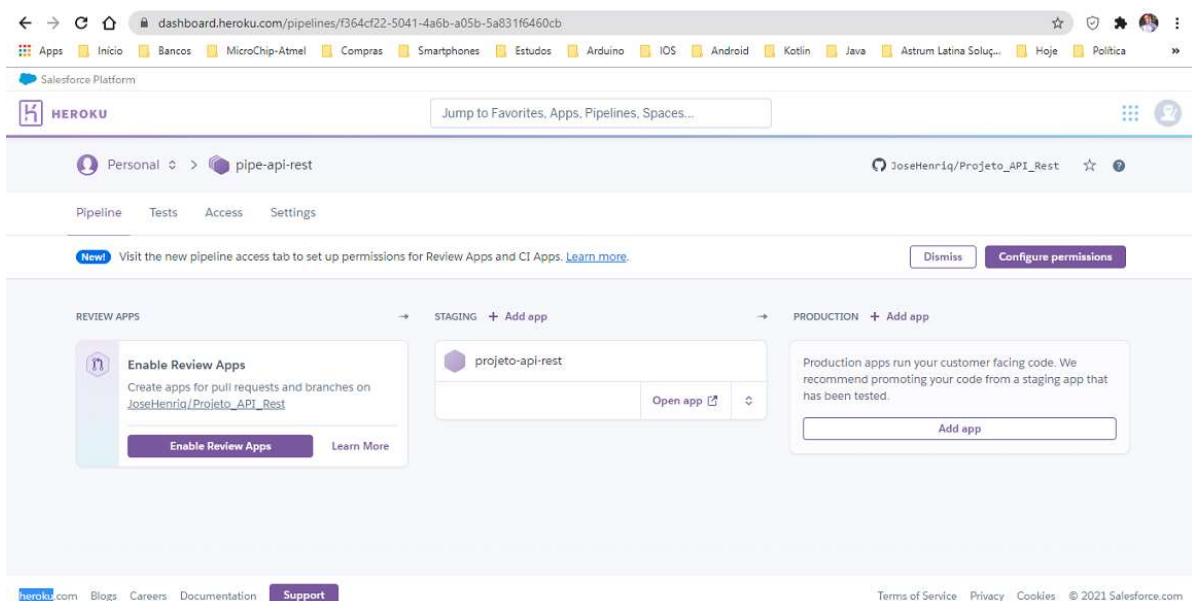 dashboard.heroku.com/pipelines/f364cf22-5041-4a6b-a05b-5a831f6460cb
Apps Início Bancos MicroChip-Atmel Compras Smartphones Estudos Arduino IOS Android Kotlin Java Astrum Latina Soluç... Hoje Política »
Salesforce Platform
HEROKU Jump to Favorites, Apps, Pipelines, Spaces...
Personal > pipe-api-rest JoseHenriq/Projeto_API_Rest
Pipeline Tests Access Settings
New! Visit the new pipeline access tab to set up permissions for Review Apps and CI Apps. Learn more. Dismiss Configure permissions
REVIEW APPS → STAGING + Add app → PRODUCTION + Add app
Enable Review Apps
Create apps for pull requests and branches on
JoseHenriq/Projeto_API_Rest
Enable Review Apps Learn More
projeto-api-rest
Open app
Production apps run your customer facing code. We
recommend promoting your code from a staging app that
has been tested.
Add app
heroku.com Blogs Careers Documentation Support Terms of Service Privacy Cookies © 2021 Salesforce.com